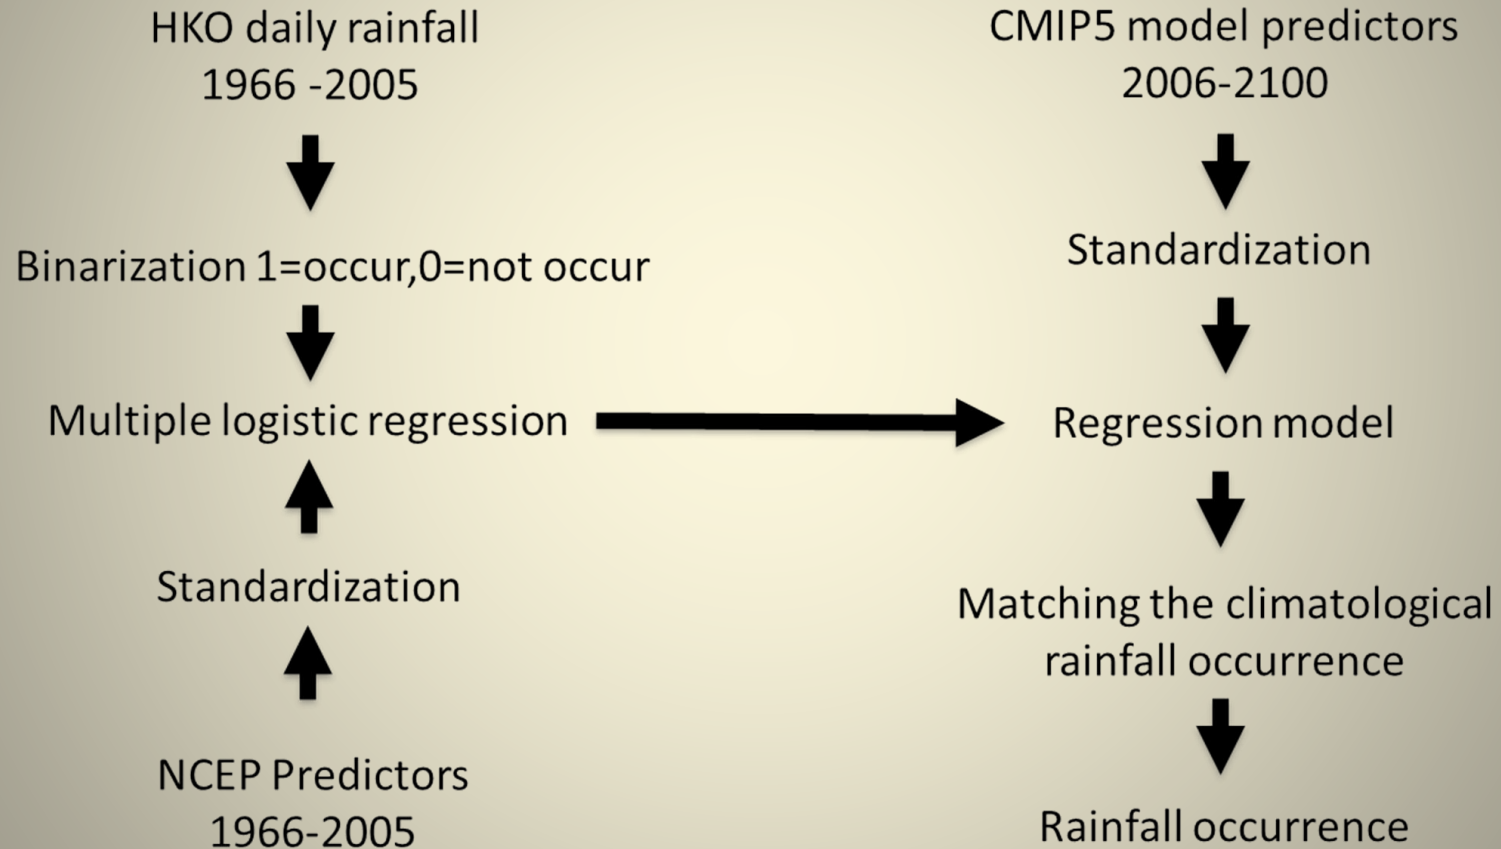 HKO daily rainfall
1966 -2005
Binarization 1=occur,0=not occur
Multiple logistic regression
Standardization
NCEP Predictors
1966-2005
CMIP5 model predictors
2006-2100
Standardization
Regression model
Matching the climatological
rainfall occurrence
Rainfall occurrence